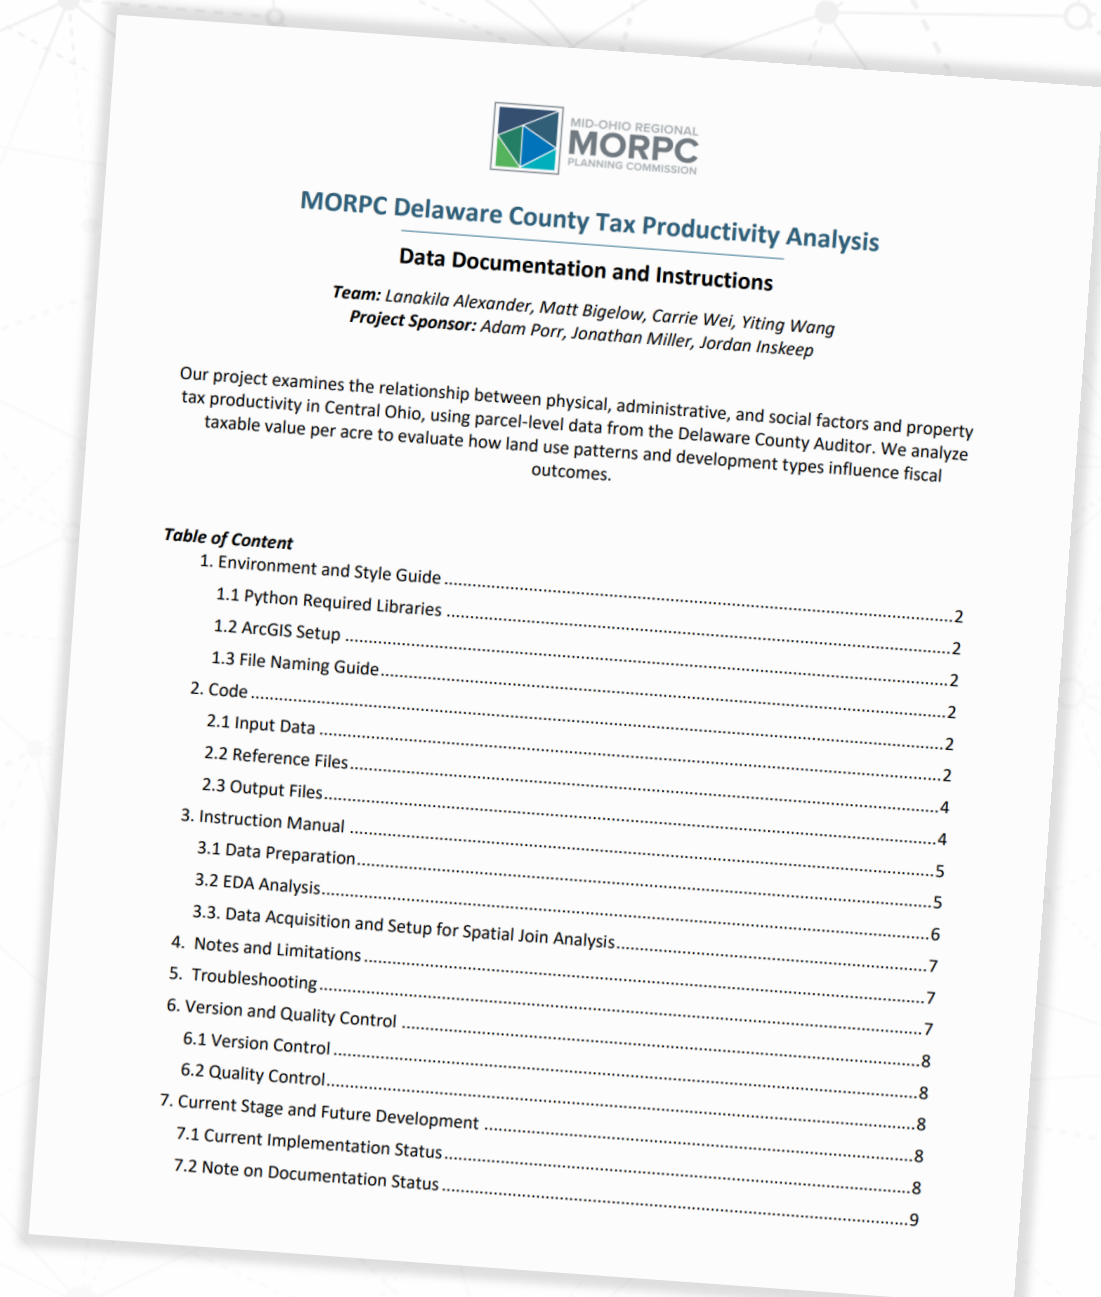 MID-OHIO REGIONAL
MORPC
PLANNING COMMISSION
MORPC Delaware County Tax Productivity Analysis
Data Documentation and Instructions
Team: Lanakila Alexander, Matt Bigelow, Carrie Wei, Yiting Wang
Project Sponsor: Adam Porr, Jonathan Miller, Jordan Inskeep
Our project examines the relationship between physical, administrative, and social factors and property
tax productivity in Central Ohio, using parcel-level data from the Delaware County Auditor. We analyze
taxable value per acre to evaluate how land use patterns and development types influence fiscal
outcomes.
Table of Content
1. Environment and Style Guide ........ 2
1.1 Python Required Libraries ........ 2
1.2 ArcGIS Setup ........ 2
1.3 File Naming Guide ........ 2
2. Code ........ 2
2.1 Input Data ........ 2
2.2 Reference Files ........ 4
2.3 Output Files ........ 4
3. Instruction Manual ........ 5
3.1 Data Preparation ........ 5
3.2 EDA Analysis ........ 6
3.3. Data Acquisition and Setup for Spatial Join Analysis ........ 7
4. Notes and Limitations ........ 7
5. Troubleshooting ........ 7
6. Version and Quality Control ........ 8
6.1 Version Control ........ 8
6.2 Quality Control ........ 8
7. Current Stage and Future Development ........ 8
7.1 Current Implementation Status ........ 8
7.2 Note on Documentation Status ........ 9